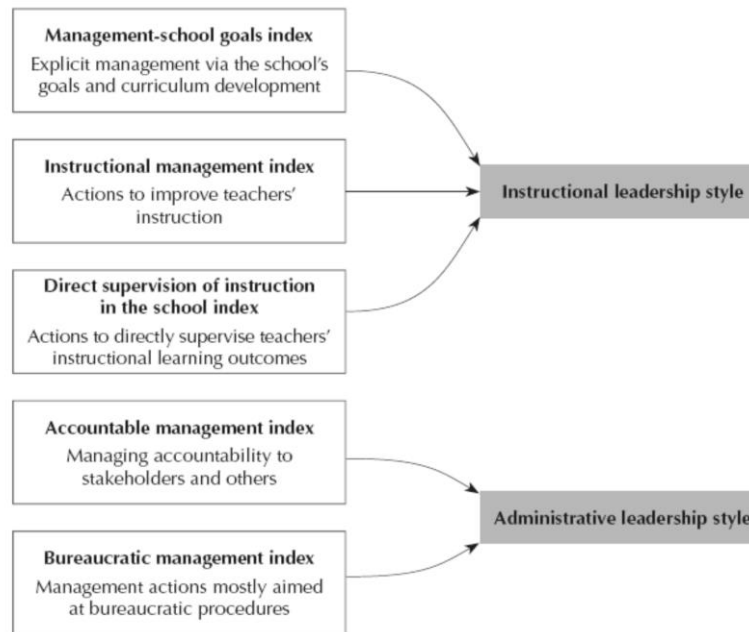 Management-school goals index
Explicit management via the school's
goals and curriculum development
Instructional management index
Actions to improve teachers'
instruction
Direct supervision of instruction
in the school index
Actions to directly supervise teachers'
instructional learning outcomes
Instructional leadership style
Accountable management index
Managing accountability to
stakeholders and others
Bureaucratic management index
Management actions mostly aimed
at bureaucratic procedures
Administrative leadership style